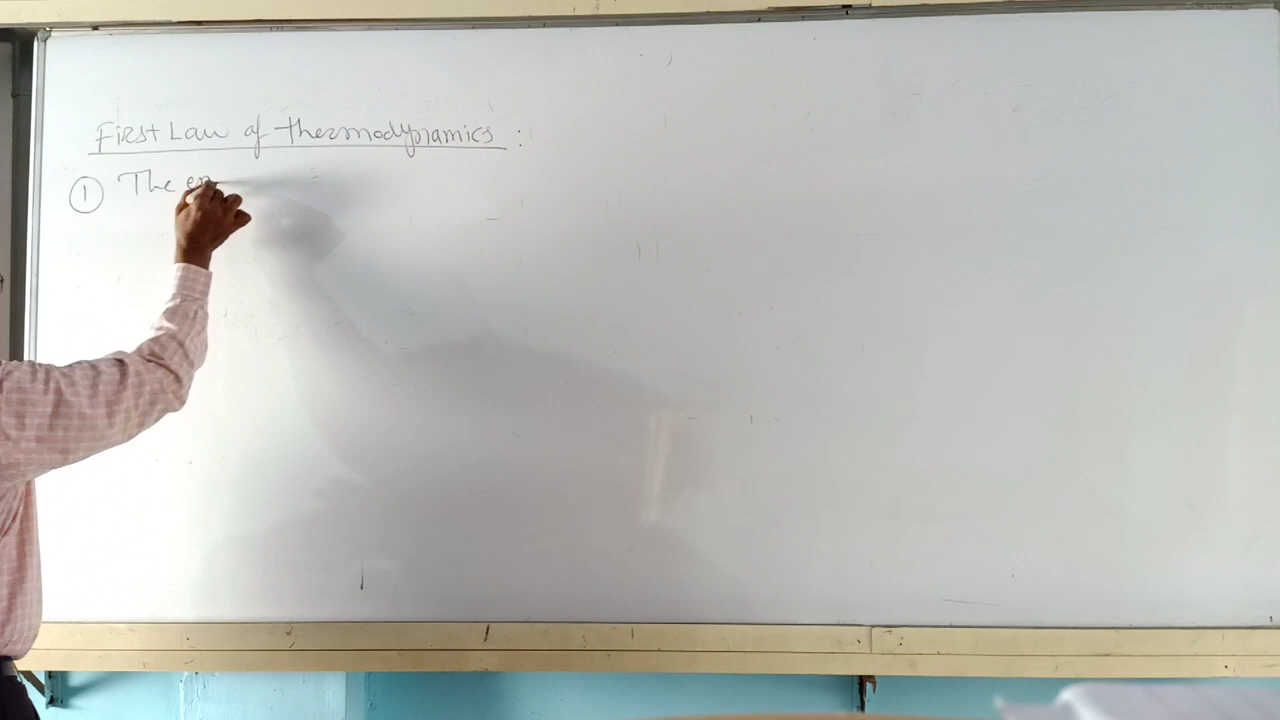 First Law of thermodynamics :
① The en